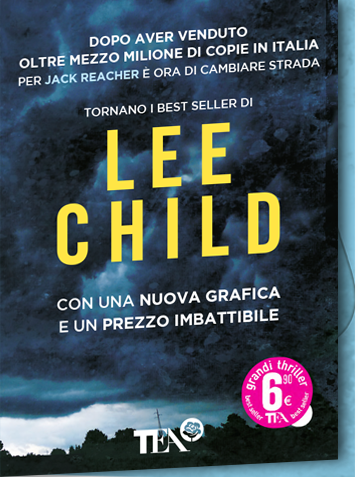 DOPO AVER VENDUTO
OLTRE MEZZO MILIONE DI COPIE IN ITALIA
PER JACK REACHER È ORA DI CAMBIARE STRADA
TORNANO I BEST SELLER DI
LEE
CHILD
CON UNA NUOVA GRAFICA
E UN PREZZO IMBATTIBILE
grandi thriller
6,90
€
best seller TEA best seller
TEA